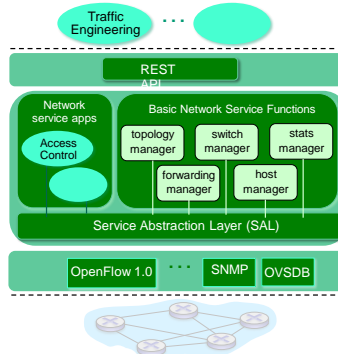 Traffic
Engineering
...
REST
API
Network
service apps
Basic Network Service Functions
Access
Control
topology
manager
switch
manager
stats
manager
forwarding
manager
host
manager
Service Abstraction Layer (SAL)
OpenFlow 1.0
...
SNMP
OVSDB